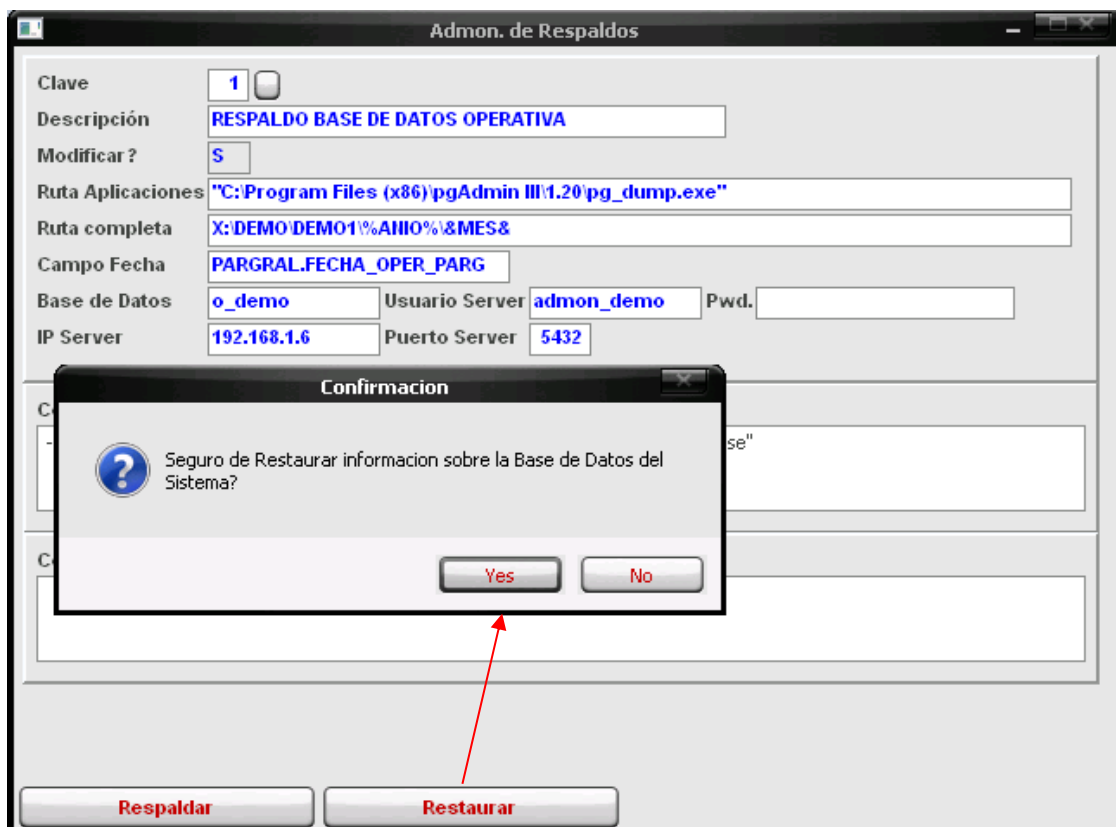 Admon. de Respaldos
Clave 1
Descripción RESPALDO BASE DE DATOS OPERATIVA
Modificar? S
Ruta Aplicaciones "C:\Program Files (x86)\pgAdmin III\1.20\pg_dump.exe"
Ruta completa X:\DEMO\DEMO1\%ANIO%\&MES&
Campo Fecha PARGRAL.FECHA_OPER_PARG
Base de Datos o_demo Usuario Server admon_demo Pwd.
IP Server 192.168.1.6 Puerto Server 5432
Confirmacion
se"
Seguro de Restaurar informacion sobre la Base de Datos del
Sistema?
Yes No
Respaldar Restaurar